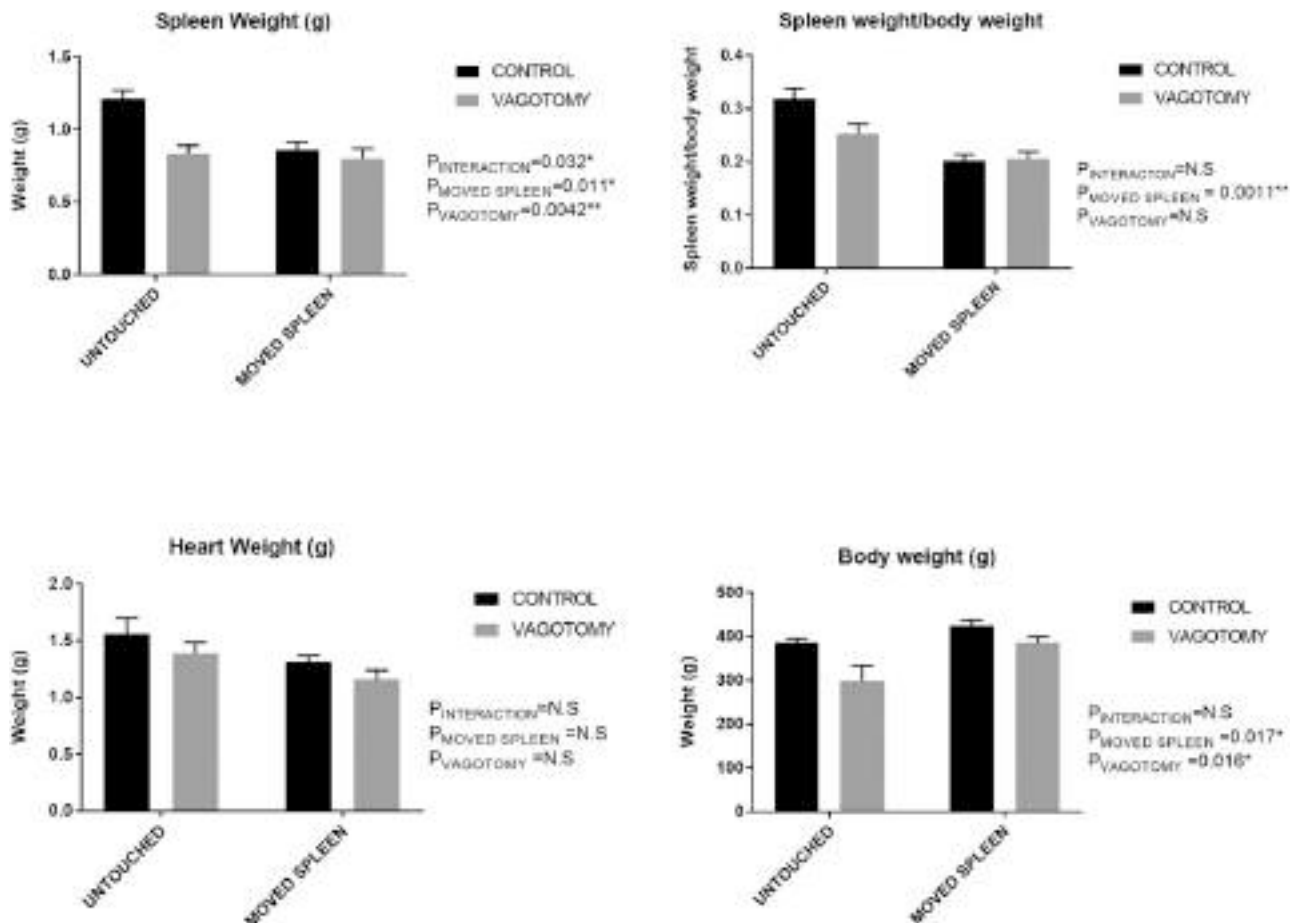 Spleen Weight (g)
Weight (g)
1.5
1.0
0.5
0.0
UNTOUCHED
MOVED SPLEEN
CONTROL
VAGOTOMY
PINTERACTION=0.032*
PMOVED SPLEEN=0.011*
PVAGOTOMY=0.0042**
Spleen weight/body weight
Spleen weight/body weight
0.4
0.3
0.2
0.1
0.0
UNTOUCHED
MOVED SPLEEN
CONTROL
VAGOTOMY
PINTERACTON=N.S
PMOVED SPLEEN = 0.0011**
PVAGOTOMY=N.S
Heart Weight (g)
Weight (g)
2.0
1.5
1.0
0.5
0.0
UNTOUCHED
MOVED SPLEEN
CONTROL
VAGOTOMY
PINTERACTION=N.S
PMOVED SPLEEN =N.S
PVAGOTOMY =N.S
Body weight (g)
Weight (g)
500
400
300
200
100
0
UNTOUCHED
MOVED SPLEEN
CONTROL
VAGOTOMY
PINTERACTION=N.S
PMOVED SPLEEN =0.017*
PVAGOTOMY =0.016*